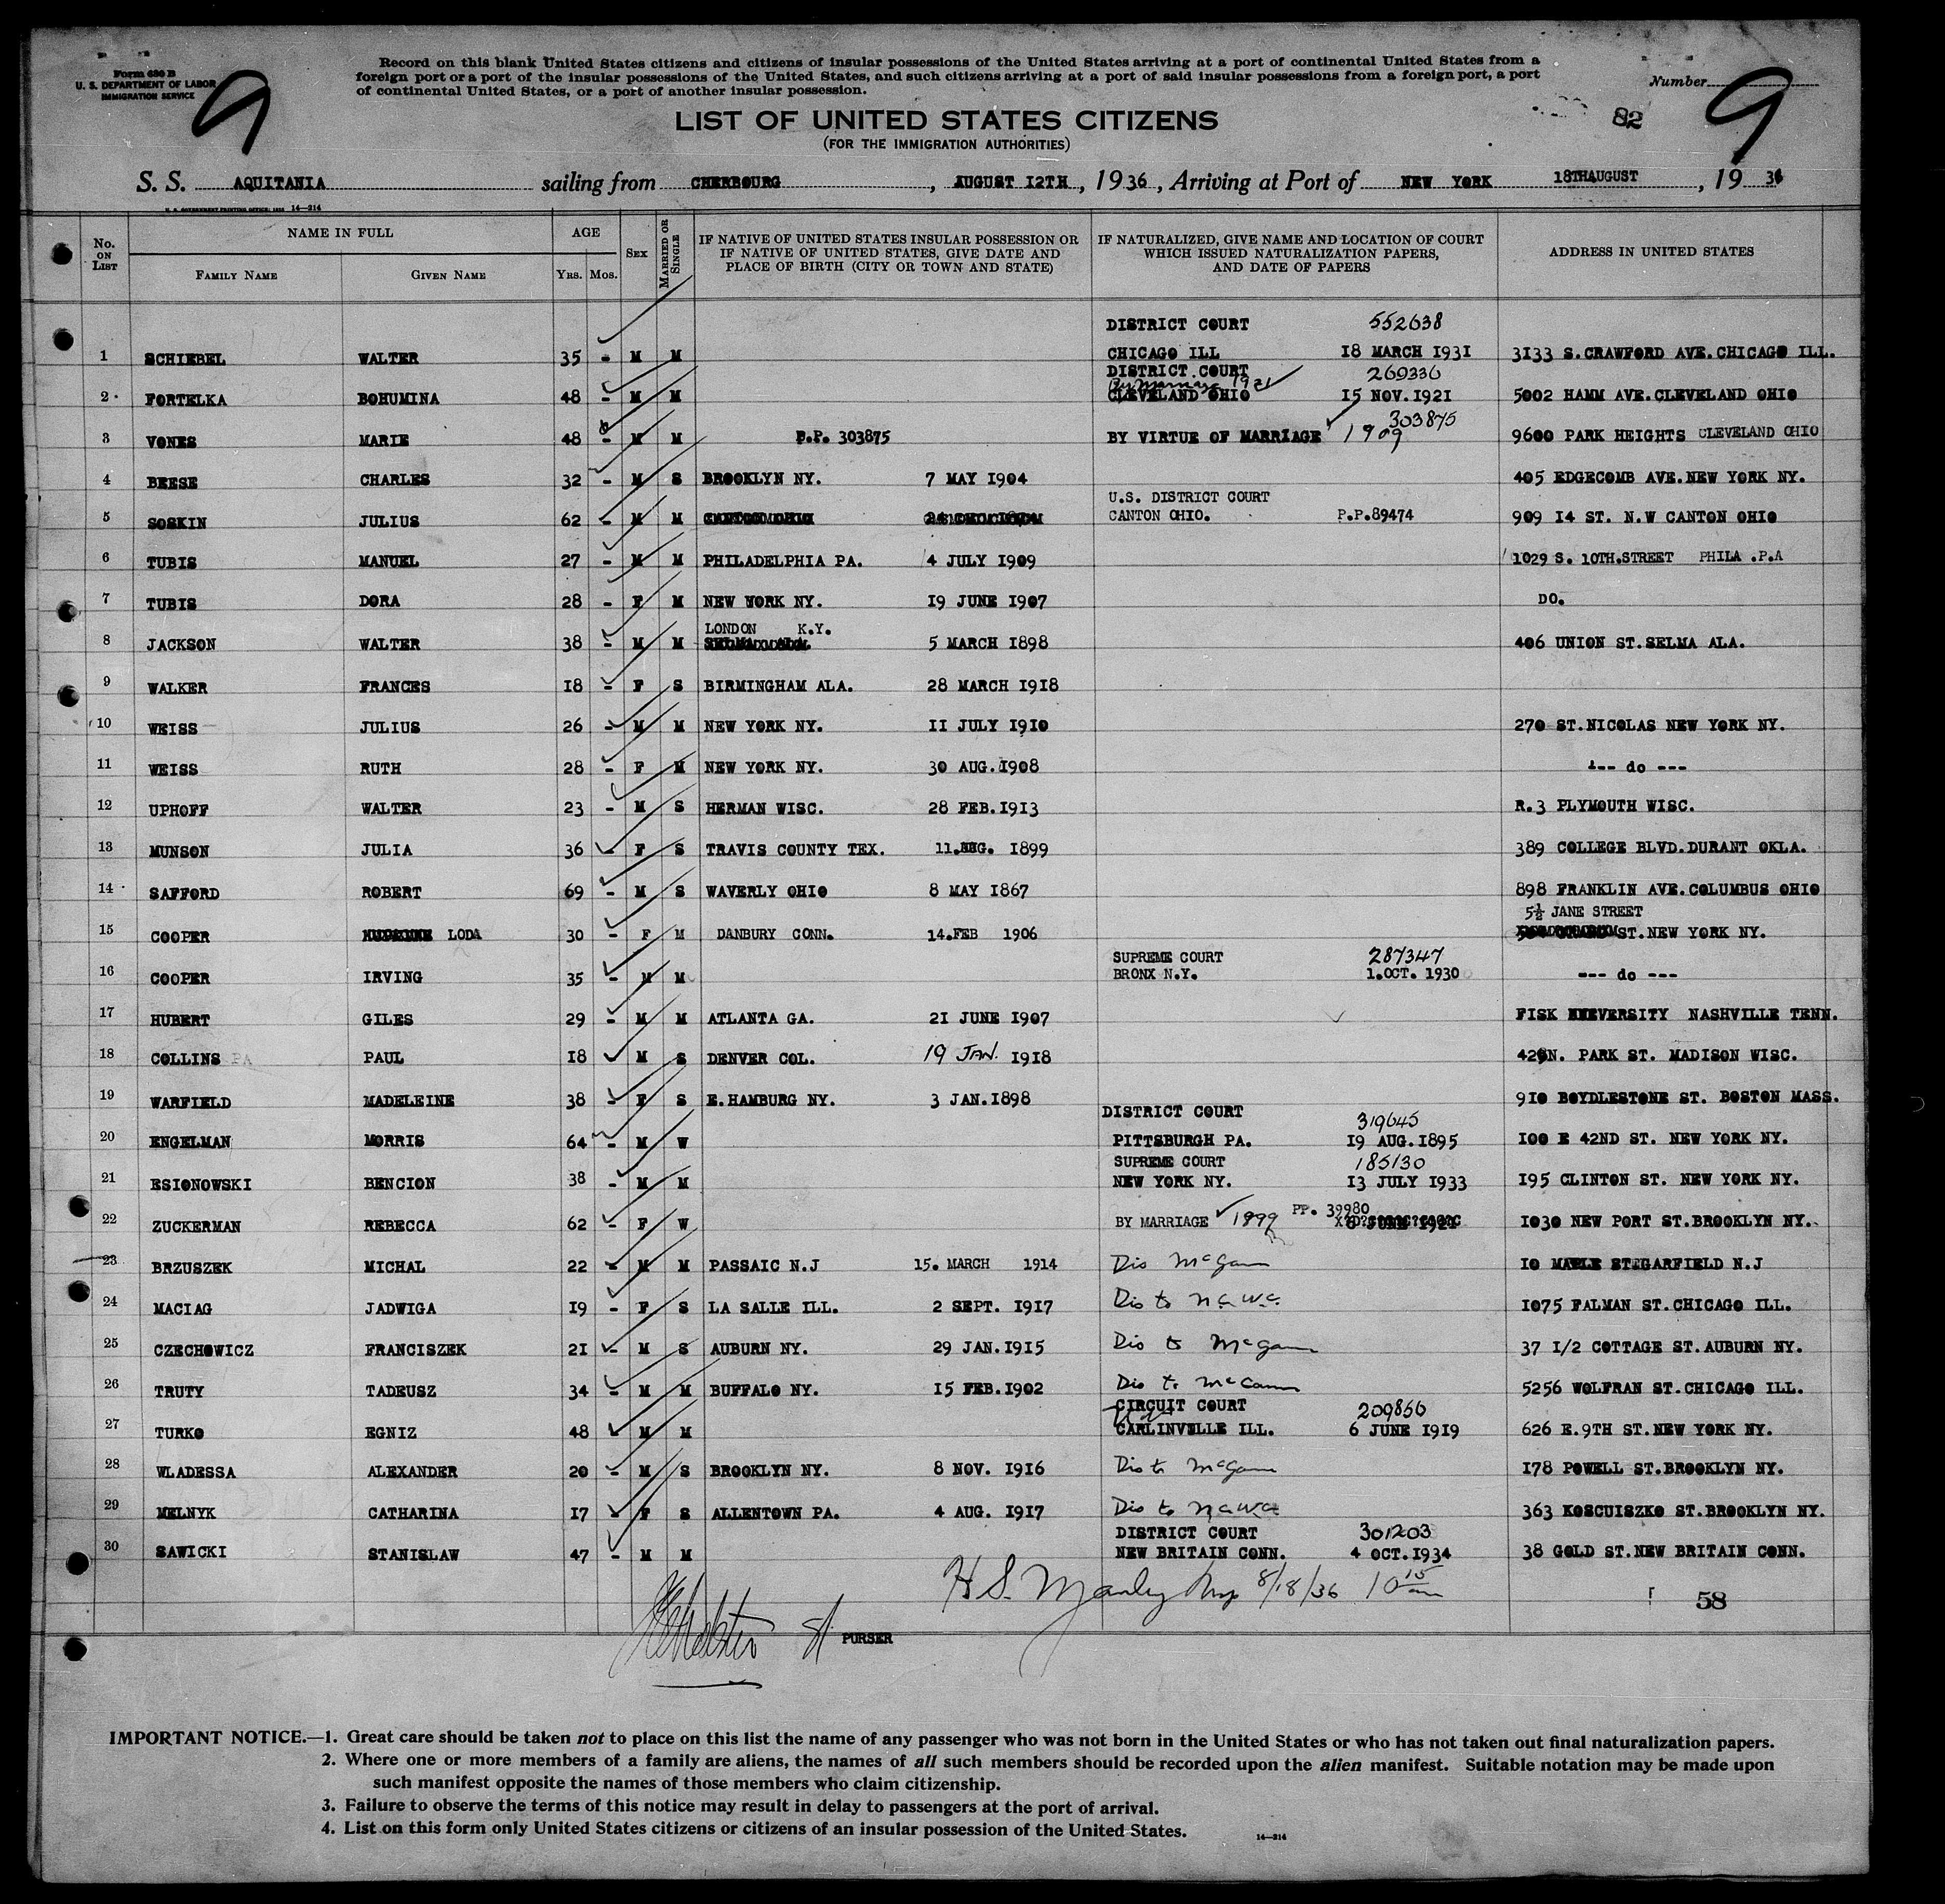 Form 630 B
U. S. DEPARTMENT OF LABOR
IMMIGRATION SERVICE
9
Record on this blank United States citizens and citizens of insular possessions of the United States arriving at a port of continental United States from a
foreign port or a port of the insular possessions of the United States, and such citizens arriving at a port of said insular possessions from a foreign port, a port
of continental United States, or a port of another insular possession.
Number
82
9
LIST OF UNITED STATES CITIZENS
(FOR THE IMMIGRATION AUTHORITIES)
S. S. AQUITANIA sailing from CHERBOURG, AUGUST 12TH, 1936, Arriving at Port of NEW YORK 18THAUGUST, 1936
14—214
No. ON LIST NAME IN FULL AGE SEX MARRIED OR SINGLE IF NATIVE OF UNITED STATES INSULAR POSSESSION OR IF NATIVE OF UNITED STATES, GIVE DATE AND PLACE OF BIRTH (CITY OR TOWN AND STATE) IF NATURALIZED, GIVE NAME AND LOCATION OF COURT WHICH ISSUED NATURALIZATION PAPERS, AND DATE OF PAPERS ADDRESS IN UNITED STATES
FAMILY NAME GIVEN NAME YRS. MOS.
DISTRICT COURT 552638
1 SCHIEBEL WALTER 35 - M M CHICAGO ILL 18 MARCH 1931 3133 S.CRAWFORD AVE.CHICAGO ILL.
DISTRICT COURT 269336
By Marriage 1921
2 FORTELKA BOHUMINA 48 - M M CLEVELAND OHIO 15 NOV.1921 5002 HAMM AVE.CLEVELAND OHIO
303875
3 VONES MARIE 48 - M M P.P. 303875 BY VIRTUE OF MARRIAGE 1909 9600 PARK HEIGHTS CLEVELAND OHIO
4 BEESE CHARLES 32 - M S BROOKLYN NY. 7 MAY 1904 405 EDGECOMB AVE.NEW YORK NY.
U.S. DISTRICT COURT
5 SOSKIN JULIUS 62 - M M CANTON OHIO. P.P.89474 909 14 ST. N.W CANTON OHIO
6 TUBIS MANUEL 27 - M M PHILADELPHIA PA. 4 JULY 1909 1029 S. 10TH.STREET PHILA .P.A
7 TUBIS DORA 28 - F M NEW YORK NY. 19 JUNE 1907 DO.
LONDON K.Y.
8 JACKSON WALTER 38 - M M 5 MARCH 1898 406 UNION ST.SELMA ALA.
9 WALKER FRANCES 18 - F S BIRMINGHAM ALA. 28 MARCH 1918
10 WEISS JULIUS 26 - M M NEW YORK NY. 11 JULY 1910 270 ST.NICOLAS NEW YORK NY.
11 WEISS RUTH 28 - F M NEW YORK NY. 30 AUG.1908 --- do ---
12 UPHOFF WALTER 23 - M S HERMAN WISC. 28 FEB.1913 R.3 PLYMOUTH WISC.
13 MUNSON JULIA 36 - F S TRAVIS COUNTY TEX. 11. 1899 389 COLLEGE BLVD.DURANT OKLA.
14 SAFFORD ROBERT 69 - M S WAVERLY OHIO 8 MAY 1867 898 FRANKLIN AVE.COLUMBUS OHIO
5½ JANE STREET
15 COOPER LODA 30 - F M DANBURY CONN. 14.FEB 1906 ST.NEW YORK NY.
SUPREME COURT 287347
16 COOPER IRVING 35 - M M BRONX N.Y. 1.OCT. 1930 --- do ---
17 HUBERT GILES 29 - M M ATLANTA GA. 21 JUNE 1907 FISK UNIVERSITY NASHVILLE TENN.
18 COLLINS PA PAUL 18 M S DENVER COL. 19 JAN. 1918 429N. PARK ST. MADISON WISC.
19 WARFIELD MADELEINE 38 - F S E.HAMBURG NY. 3 JAN.1898 910 BOYDLESTONE ST. BOSTON MASS.
DISTRICT COURT 319645
20 ENGELMAN MORRIS 64 - M W PITTSBURGH PA. 19 AUG.1895 100 E 42ND ST. NEW YORK NY.
SUPREME COURT 185130
21 ESIONOWSKI BENCION 38 - M M NEW YORK NY. 13 JULY 1933 195 CLINTON ST. NEW YORK NY.
PP. 39980
22 ZUCKERMAN REBECCA 62 - F W BY MARRIAGE 1899 1030 NEW PORT ST.BROOKLYN NY.
23 BRZUSZEK MICHAL 22 - M M PASSAIC N.J 15. MARCH 1914 Dis McGann 10 MAPLE ST.GARFIELD N.J
24 MACIAG JADWIGA 19 - F S LA SALLE ILL. 2 SEPT. 1917 Dis to N.C.W.C. 1075 FALMAN ST.CHICAGO ILL.
25 CZECHOWICZ FRANCISZEK 21 - M S AUBURN NY. 29 JAN.1915 Dis to McGann 37 1/2 COTTAGE ST.AUBURN NY.
26 TRUTY TADEUSZ 34 - M M BUFFALO NY. 15 FEB.1902 Dis to McCann 5256 WOLFRAN ST.CHICAGO ILL.
CIRCUIT COURT 209856
27 TURKO EGNIZ 48 - M M CARLINVELLE ILL. 6 JUNE 1919 626 E.9TH ST.NEW YORK NY.
28 WLADESSA ALEXANDER 20 - M S BROOKLYN NY. 8 NOV. 1916 Dis to McGann 178 POWELL ST.BROOKLYN NY.
29 MELNYK CATHARINA 17 - F S ALLENTOWN PA. 4 AUG. 1917 Dis to N.C.W.C. 363 KOSCUISZKO ST.BROOKLYN NY.
DISTRICT COURT 301203
30 SAWICKI STANISLAW 47 - M M NEW BRITAIN CONN. 4 OCT.1934 38 GOLD ST.NEW BRITAIN CONN.
H S. Manley Insp 8/18/36 10 15 am
58
PURSER
IMPORTANT NOTICE.—1. Great care should be taken not to place on this list the name of any passenger who was not born in the United States or who has not taken out final naturalization papers.
2. Where one or more members of a family are aliens, the names of all such members should be recorded upon the alien manifest. Suitable notation may be made upon
such manifest opposite the names of those members who claim citizenship.
3. Failure to observe the terms of this notice may result in delay to passengers at the port of arrival.
4. List on this form only United States citizens or citizens of an insular possession of the United States.
14—214